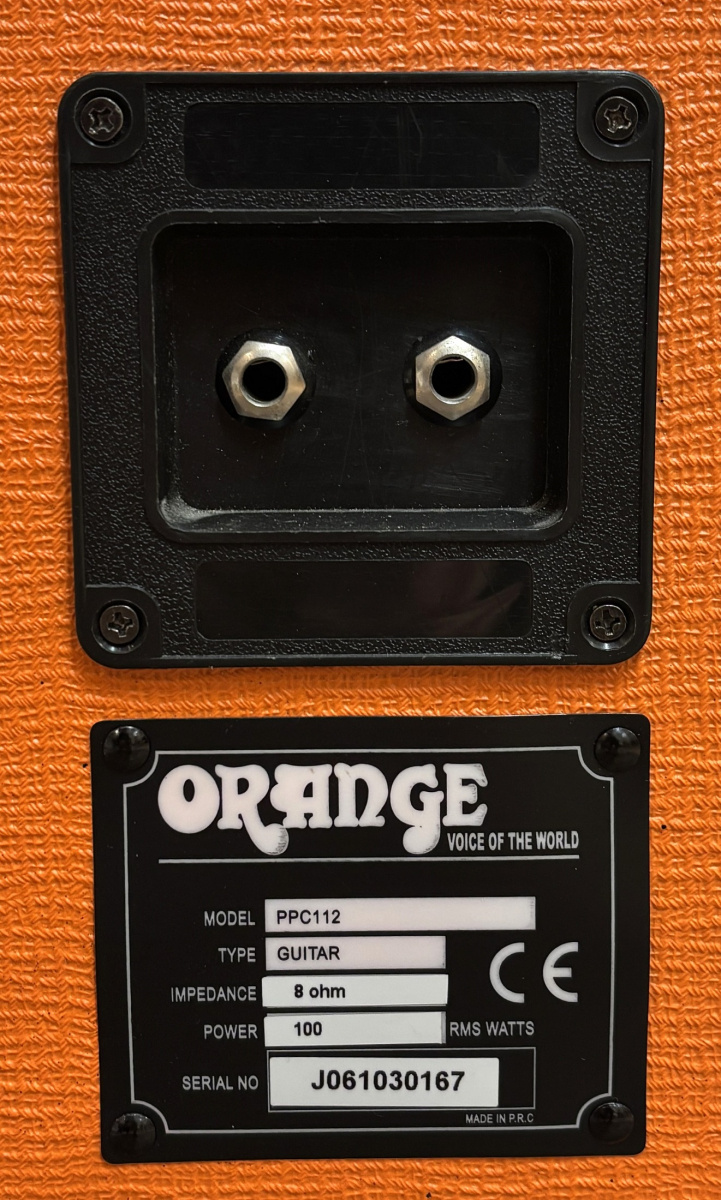 ORANGE
VOICE OF THE WORLD
MODEL PPC112
TYPE GUITAR
IMPEDANCE 8 ohm
CE
POWER 100 RMS WATTS
SERIAL NO J061030167
MADE IN P.R.C